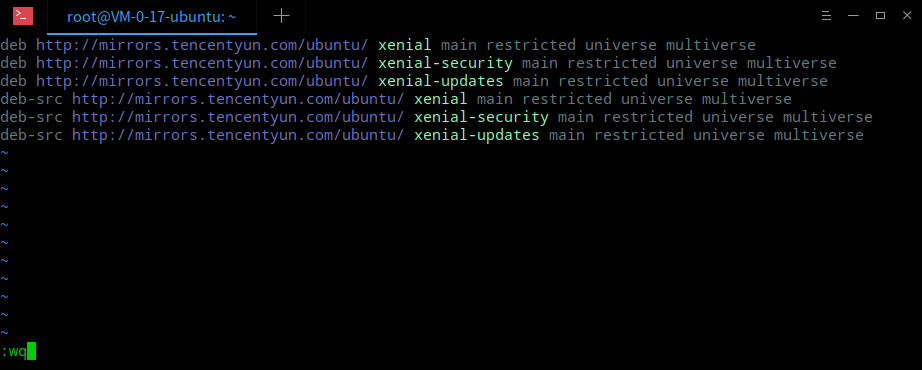 >_ root@VM-0-17-ubuntu: ~
deb http://mirrors.tencentyun.com/ubuntu/ xenial main restricted universe multiverse
deb http://mirrors.tencentyun.com/ubuntu/ xenial-security main restricted universe multiverse
deb http://mirrors.tencentyun.com/ubuntu/ xenial-updates main restricted universe multiverse
deb-src http://mirrors.tencentyun.com/ubuntu/ xenial main restricted universe multiverse
deb-src http://mirrors.tencentyun.com/ubuntu/ xenial-security main restricted universe multiverse
deb-src http://mirrors.tencentyun.com/ubuntu/ xenial-updates main restricted universe multiverse
~
~
~
~
~
~
~
~
~
~
~
:wq